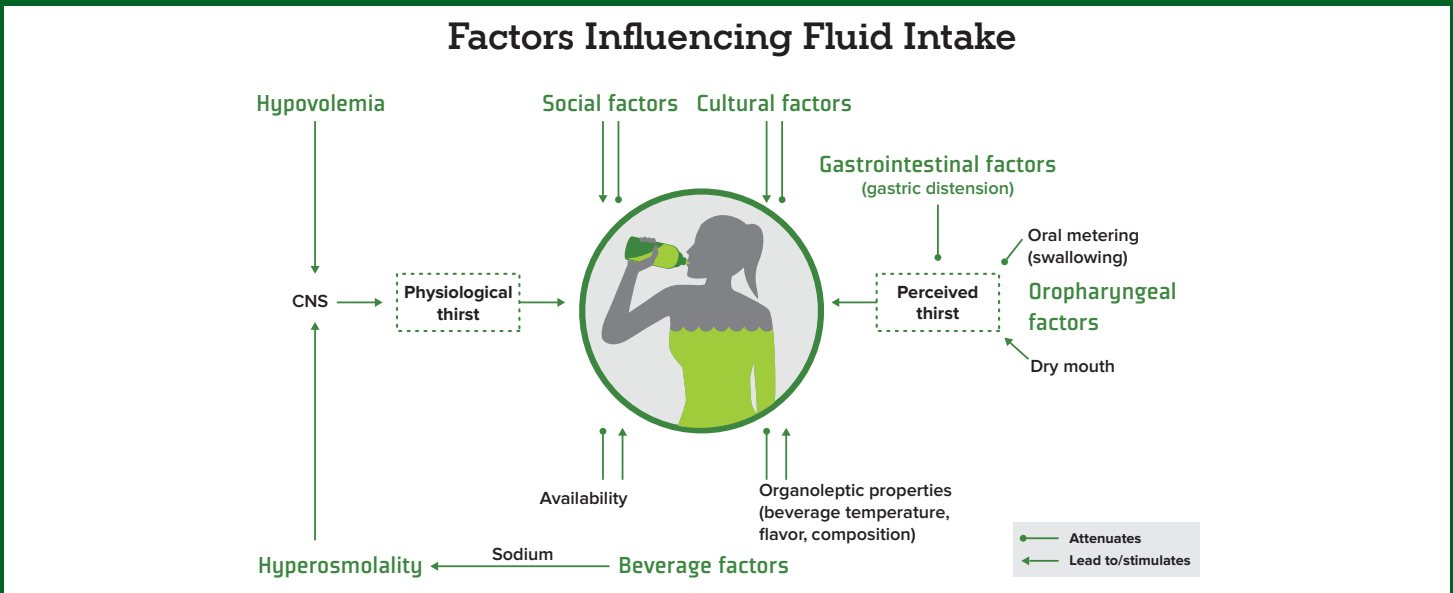 Factors Influencing Fluid Intake
Hypovolemia
Social factors
Cultural factors
Gastrointestinal factors
(gastric distension)
Oral metering
(swallowing)
CNS
Physiological
thirst
Perceived
thirst
Oropharyngeal
factors
Dry mouth
Availability
Organoleptic properties
(beverage temperature,
flavor, composition)
Hyperosmolality
Sodium
Beverage factors
Attenuates
Lead to/stimulates